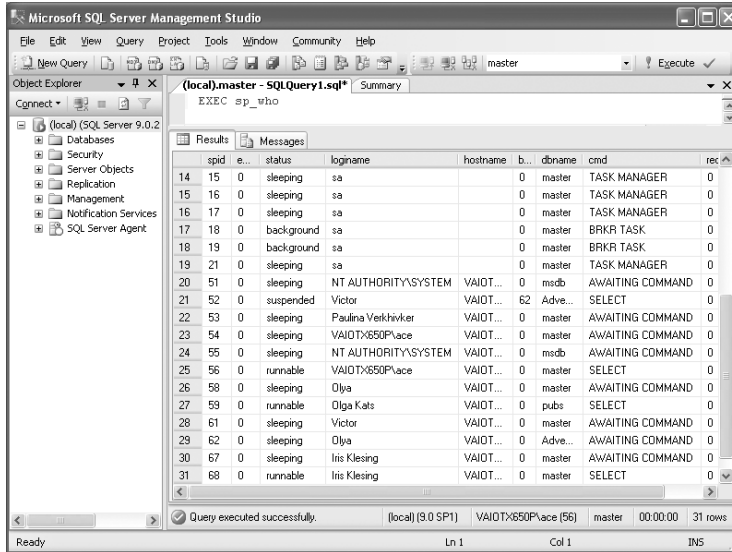 Microsoft SQL Server Management Studio
File Edit View Query Project Tools Window Community Help
New Query master Execute
Object Explorer
(local).master - SQLQuery1.sql* Summary
Connect
EXEC sp_who
(local) (SQL Server 9.0.2
Databases
Security
Server Objects
Replication
Management
Notification Services
SQL Server Agent
Results Messages
spid e... status loginame hostname b... dbname cmd rec
14 15 0 sleeping sa 0 master TASK MANAGER 0
15 16 0 sleeping sa 0 master TASK MANAGER 0
16 17 0 sleeping sa 0 master TASK MANAGER 0
17 18 0 background sa 0 master BRKR TASK 0
18 19 0 background sa 0 master BRKR TASK 0
19 21 0 sleeping sa 0 master TASK MANAGER 0
20 51 0 sleeping NT AUTHORITY\SYSTEM VAIOT... 0 msdb AWAITING COMMAND 0
21 52 0 suspended Victor VAIOT... 62 Adve... SELECT 0
22 53 0 sleeping Paulina Verkhivker VAIOT... 0 master AWAITING COMMAND 0
23 54 0 sleeping VAIOTX650P\ace VAIOT... 0 master AWAITING COMMAND 0
24 55 0 sleeping NT AUTHORITY\SYSTEM VAIOT... 0 msdb AWAITING COMMAND 0
25 56 0 runnable VAIOTX650P\ace VAIOT... 0 master SELECT 0
26 58 0 sleeping Olya VAIOT... 0 master AWAITING COMMAND 0
27 59 0 runnable Olga Kats VAIOT... 0 pubs SELECT 0
28 61 0 sleeping Victor VAIOT... 0 master AWAITING COMMAND 0
29 62 0 sleeping Olya VAIOT... 0 Adve... AWAITING COMMAND 0
30 67 0 sleeping Iris Klesing VAIOT... 0 master AWAITING COMMAND 0
31 68 0 runnable Iris Klesing VAIOT... 0 master SELECT 0
Query executed successfully. (local) (9.0 SP1) VAIOTX650P\ace (56) master 00:00:00 31 rows
Ready Ln 1 Col 1 INS